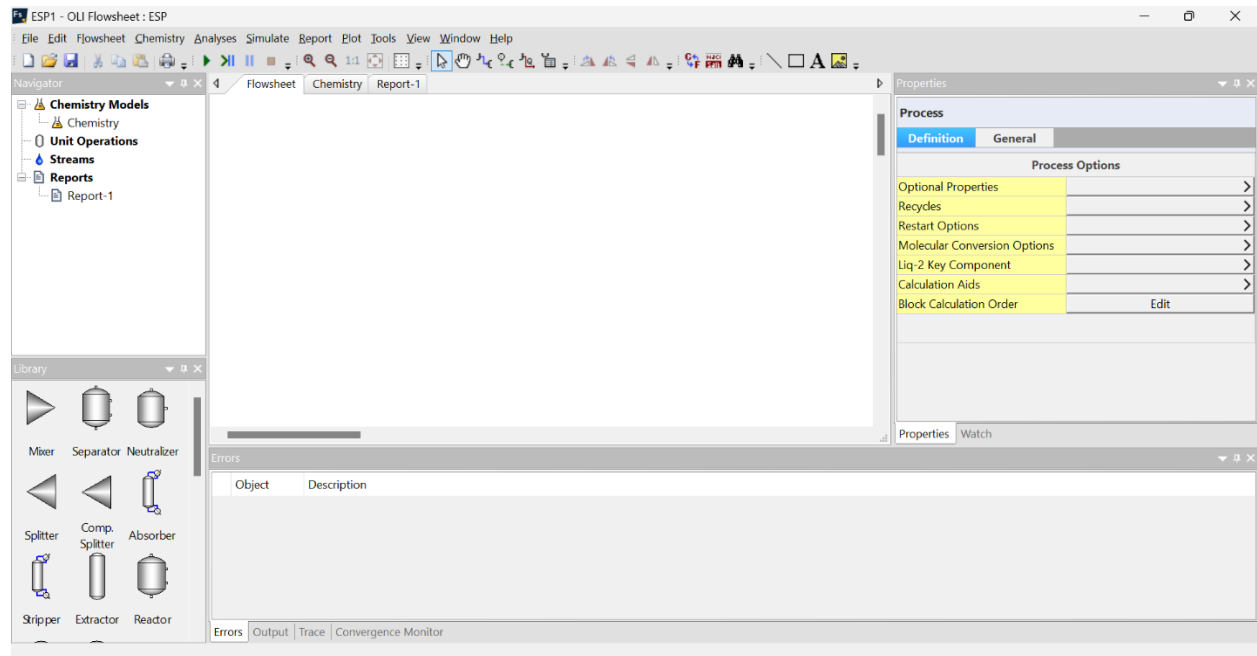 ESP1 - OLI Flowsheet : ESP
File Edit Flowsheet Chemistry Analyses Simulate Report Plot Tools View Window Help
1:1
A
Navigator
Chemistry Models
Chemistry
Unit Operations
Streams
Reports
Report-1
Library
Mixer Separator Neutralizer
Splitter Comp. Splitter Absorber
Stripper Extractor Reactor
Flowsheet Chemistry Report-1
Errors
Object Description
Errors Output Trace Convergence Monitor
Properties
Process
Definition General
Process Options
Optional Properties
Recycles
Restart Options
Molecular Conversion Options
Liq-2 Key Component
Calculation Aids
Block Calculation Order Edit
Properties Watch